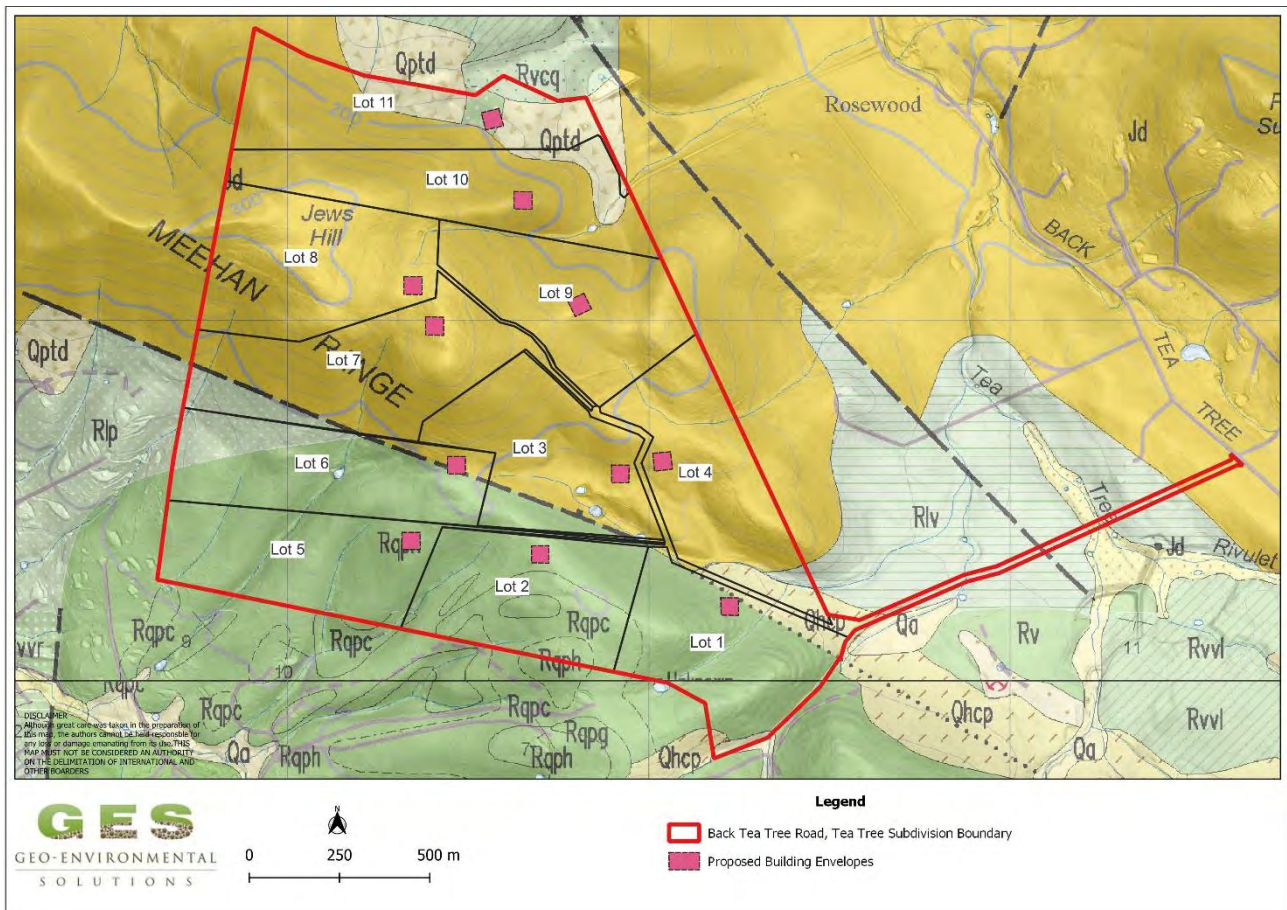 Qptd
Rvcq
Lot 11
200
Qptd
Rosewood
Jd
Lot 10
Jd
300
Jews
Hill
MEEHAN
BACK
Lot 8
Lot 9
Qptd
Lot 7
RANGE
TEA
Tea
TREE
Rlp
Lot 3
Lot 4
Lot 6
Rlv
Tree
Jd
Rivulet
Lot 5
Lot 2
Rqpc
Lot 1
Qhcp
Qa
Rv
11
Rvvl
Rqpc
9
Rqpc
10
Rqph
Rqpc
Rqpc
Rqpg
7
Rqph
Rqph
Qa
Qhcp
Qhcp
Qa
Rvvl
DISCLAIMER
Although great care was taken in the preparation of
this map, the authors cannot be held responsible for
any loss or damage emanating from its use. THIS
MAP MUST NOT BE CONSIDERED AN AUTHORITY
ON THE DELIMITATION OF INTERNATIONAL AND
OTHER BOARDERS
GES
GEO-ENVIRONMENTAL
SOLUTIONS
N
0 250 500 m
Legend
Back Tea Tree Road, Tea Tree Subdivision Boundary
Proposed Building Envelopes